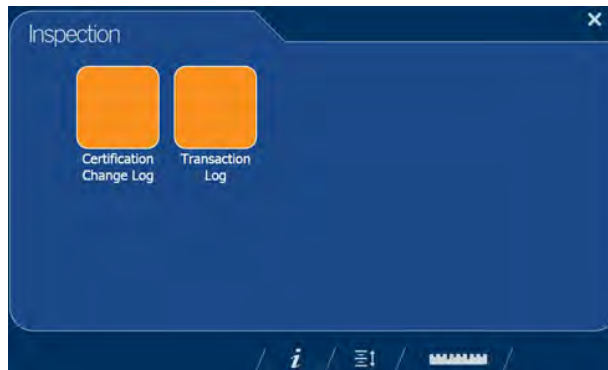 Inspection
Certification
Change Log
Transaction
Log
i